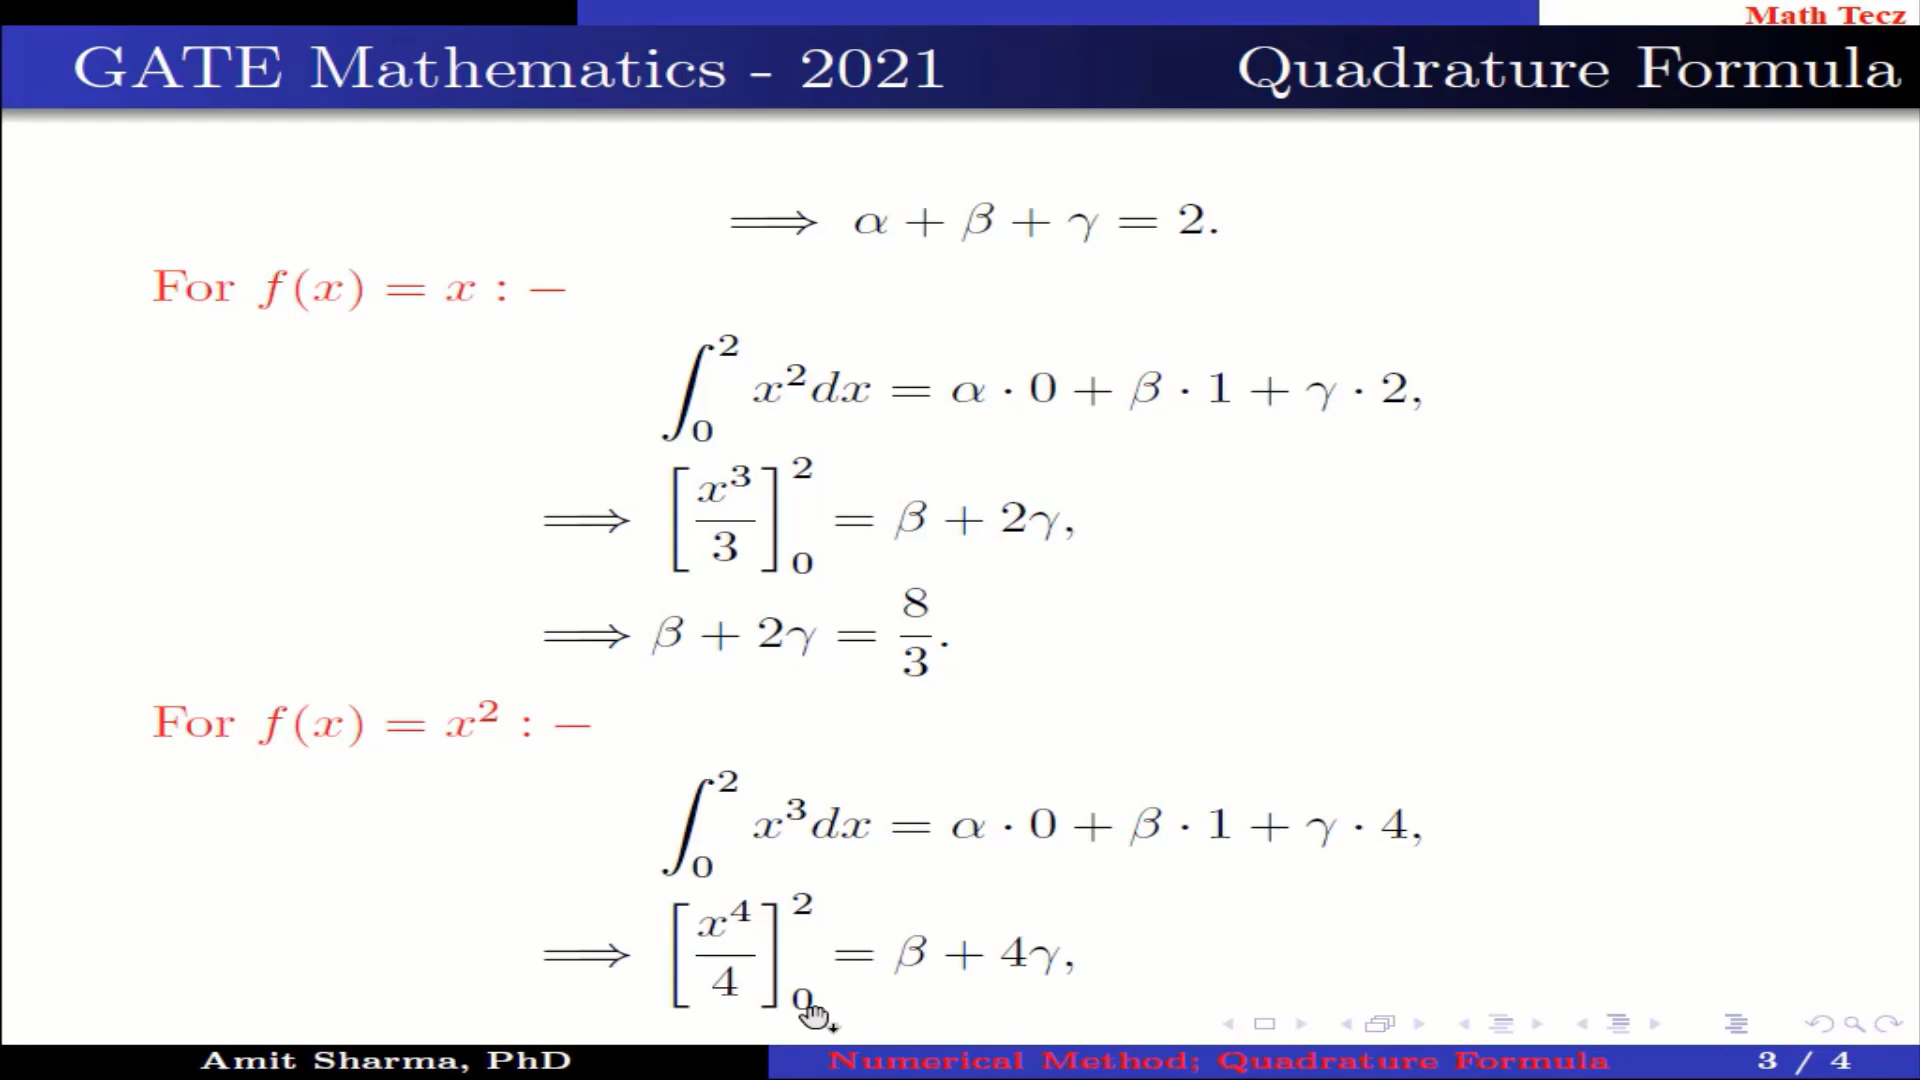 Math Tecz
GATE Mathematics - 2021 Quadrature Formula
⟹ α + β + γ = 2.
For f(x) = x : −
∫₀² x²dx = α · 0 + β · 1 + γ · 2,
⟹ [x³/3]₀² = β + 2γ,
⟹ β + 2γ = 8/3.
For f(x) = x² : −
∫₀² x³dx = α · 0 + β · 1 + γ · 4,
⟹ [x⁴/4]₀² = β + 4γ,
Amit Sharma, PhD Numerical Method; Quadrature Formula 3 / 4